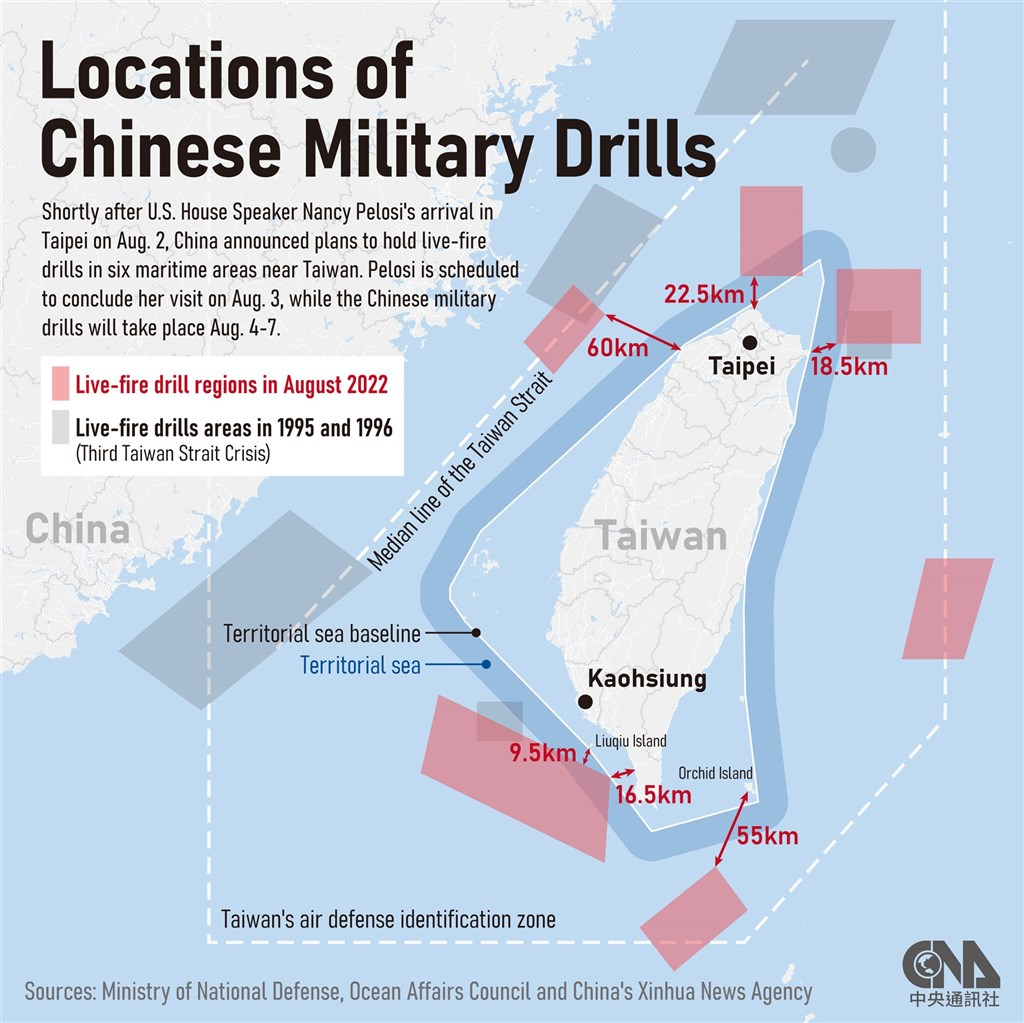 Locations of
Chinese Military Drills
Shortly after U.S. House Speaker Nancy Pelosi's arrival in
Taipei on Aug. 2, China announced plans to hold live-fire
drills in six maritime areas near Taiwan. Pelosi is scheduled
to conclude her visit on Aug. 3, while the Chinese military
drills will take place Aug. 4-7.
Live-fire drill regions in August 2022
Live-fire drills areas in 1995 and 1996
(Third Taiwan Strait Crisis)
22.5km
60km
Taipei
18.5km
Median line of the Taiwan Strait
China
Taiwan
Territorial sea baseline
Territorial sea
Kaohsiung
Liuqiu Island
9.5km
Orchid Island
16.5km
55km
Taiwan's air defense identification zone
CNA
中央通訊社
Sources: Ministry of National Defense, Ocean Affairs Council and China's Xinhua News Agency